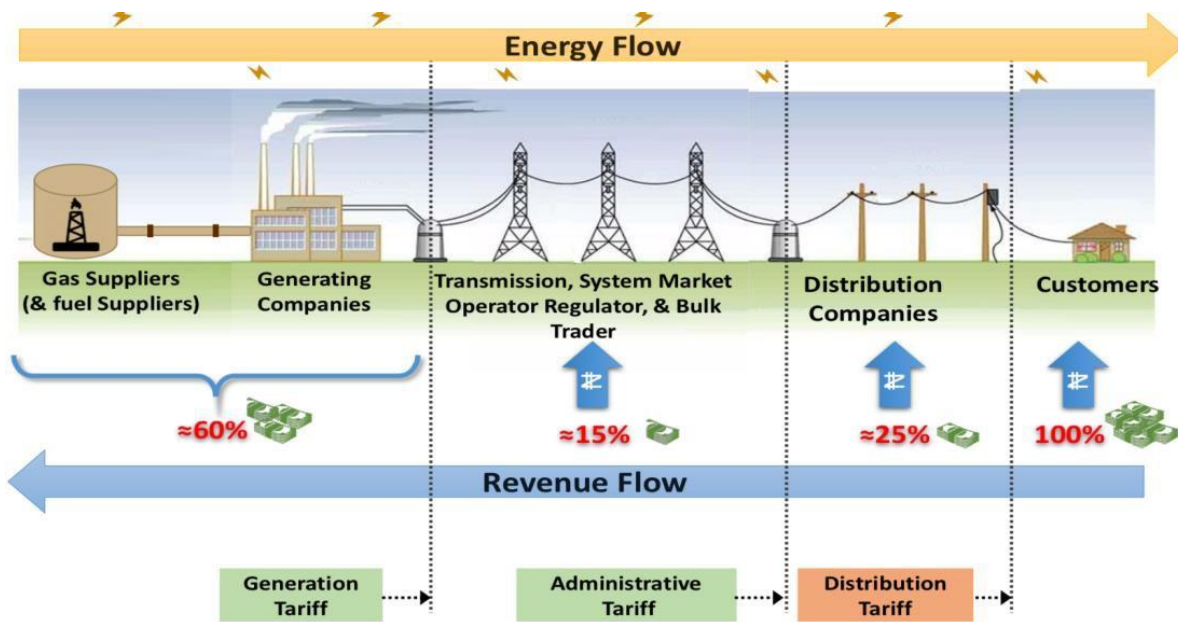 Energy Flow
Gas Suppliers
(& fuel Suppliers)
Generating
Companies
Transmission, System Market
Operator Regulator, & Bulk
Trader
Distribution
Companies
Customers
₦
₦
₦
≈60%
≈15%
≈25%
100%
Revenue Flow
Generation
Tariff
Administrative
Tariff
Distribution
Tariff